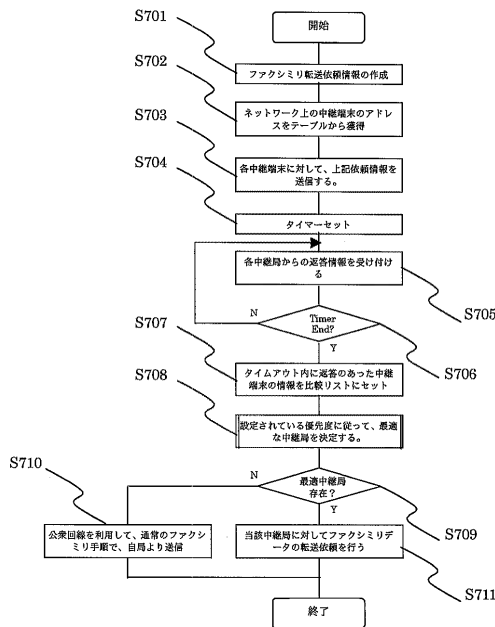 S701
開始
S702
ファクシミリ転送依頼情報の作成
S703
ネットワーク上の中継端末のアドレ
スをテーブルから獲得
S704
各中継端末に対して、上記依頼情報を
送信する。
タイマーセット
各中継局からの返答情報を受け付け
る
S705
N
Timer
End?
S707
Y
S706
タイムアウト内に返答のあった中継
端末の情報を比較リストにセット
S708
設定されている優先度に従って、最適
な中継局を決定する。
S710
N
最適中継局
存在?
Y
S709
公衆回線を利用して、通常のファクシ
ミリ手順で、自局より送信
当該中継局に対してファクシミリデ
ータの転送依頼を行う
S711
終了